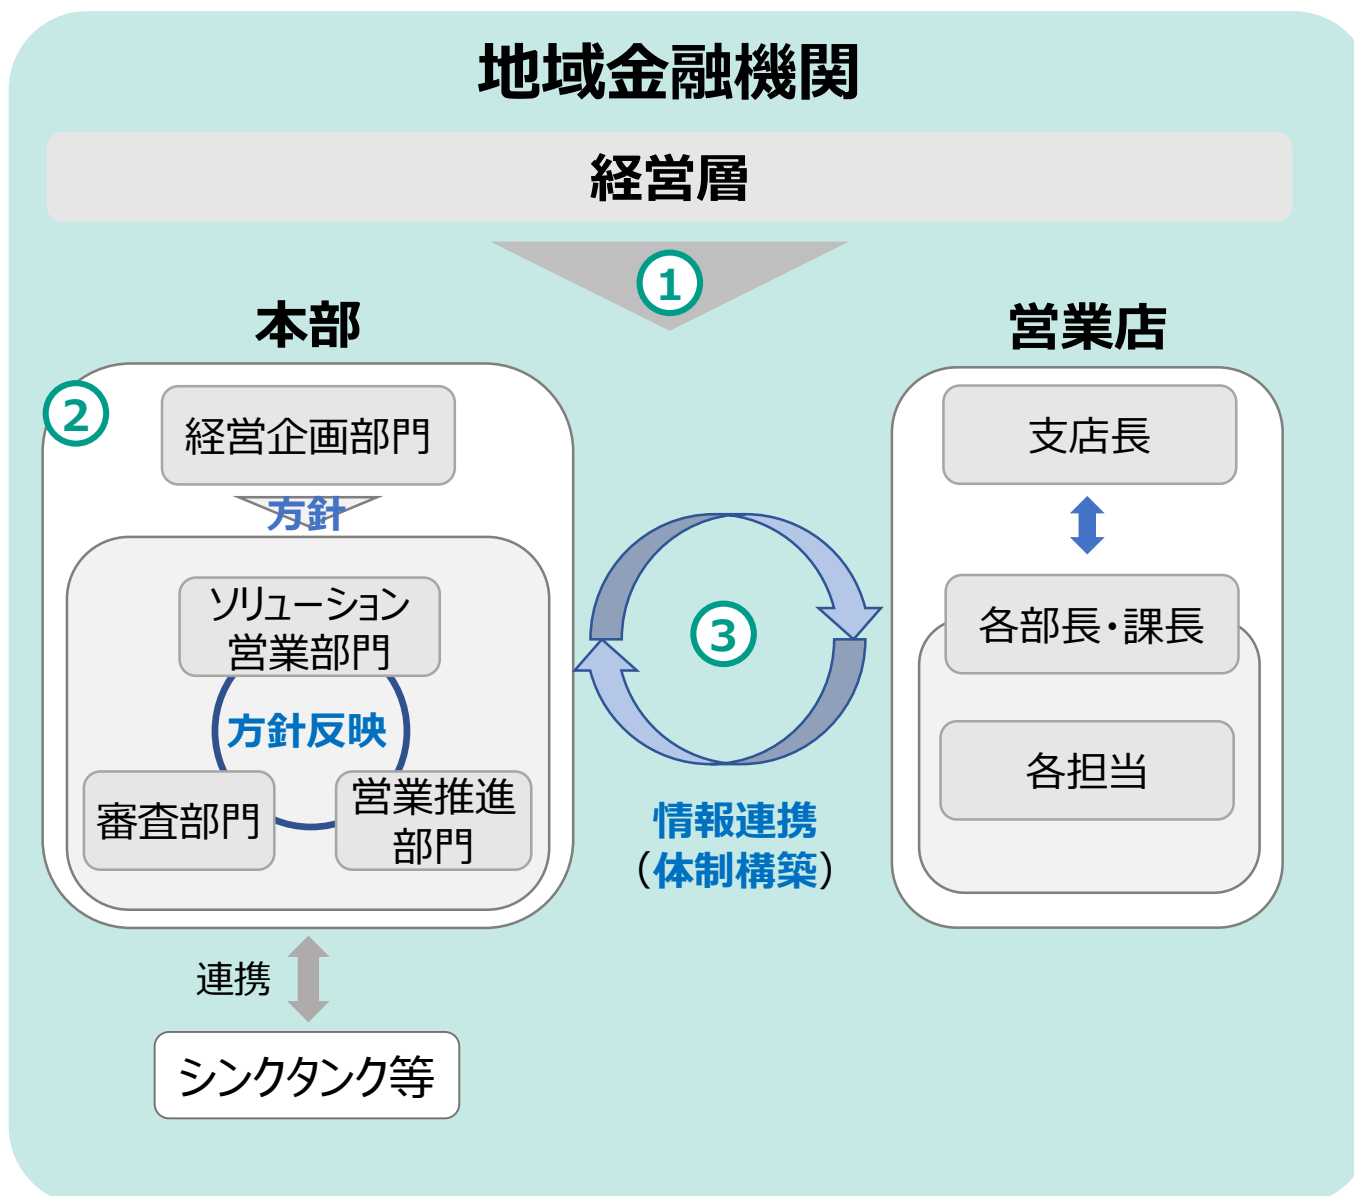 地域金融機関
経営層
1
本部
営業店
2
経営企画部門
方針
ソリューション
営業部門
方針反映
審査部門
営業推進
部門
3
情報連携
（体制構築）
支店長
各部長・課長
各担当
連携
シンクタンク等